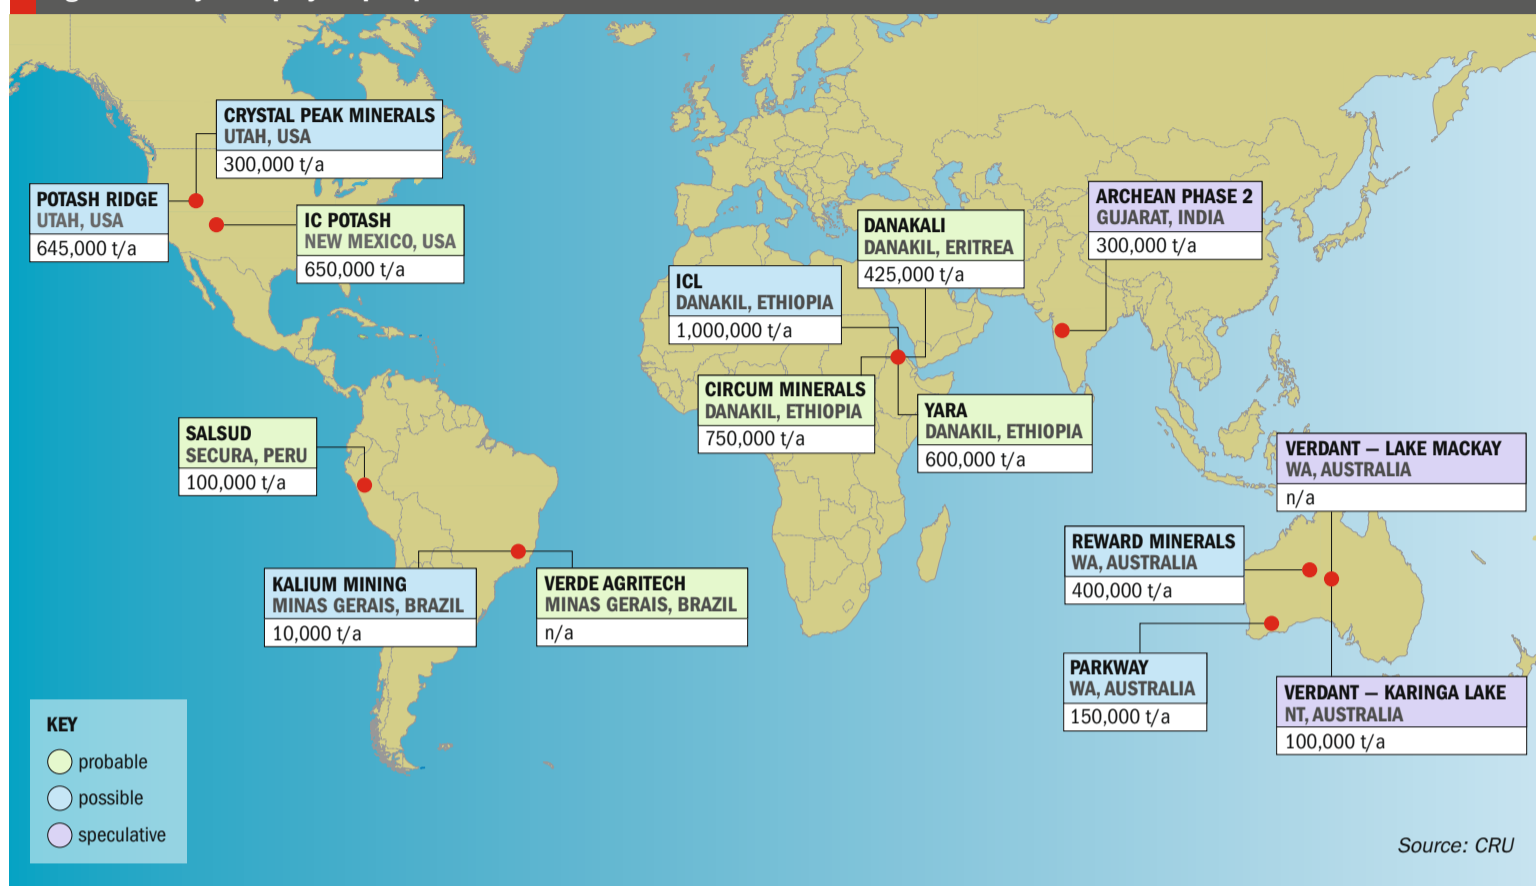 CRYSTAL PEAK MINERALS
UTAH, USA
300,000 t/a
POTASH RIDGE
UTAH, USA
645,000 t/a
IC POTASH
NEW MEXICO, USA
650,000 t/a
ARCHEAN PHASE 2
GUJARAT, INDIA
300,000 t/a
DANAKALI
DANAKIL, ERITREA
425,000 t/a
ICL
DANAKIL, ETHIOPIA
1,000,000 t/a
CIRCUM MINERALS
DANAKIL, ETHIOPIA
750,000 t/a
YARA
DANAKIL, ETHIOPIA
600,000 t/a
SALSUD
SECURA, PERU
100,000 t/a
VERDANT – LAKE MACKAY
WA, AUSTRALIA
n/a
REWARD MINERALS
WA, AUSTRALIA
400,000 t/a
KALIUM MINING
MINAS GERAIS, BRAZIL
10,000 t/a
VERDE AGRITECH
MINAS GERAIS, BRAZIL
n/a
PARKWAY
WA, AUSTRALIA
150,000 t/a
VERDANT – KARINGA LAKE
NT, AUSTRALIA
100,000 t/a
KEY
probable
possible
speculative
Source: CRU